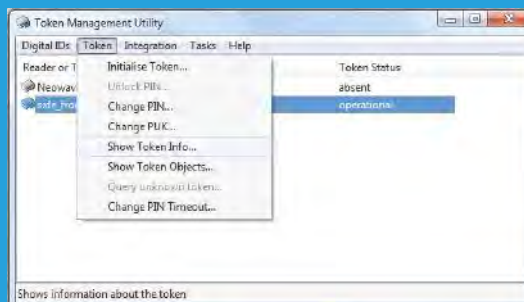 Token Management Utility
Digital IDs Token Integration Tasks Help
Reader or T Token Status
Initialise Token...
Neowav absent
Unlock PIN...
operational
Change PIN...
Change PUK...
Show Token Info...
Show Token Objects...
Query unknown token...
Change PIN Timeout...
Shows information about the token